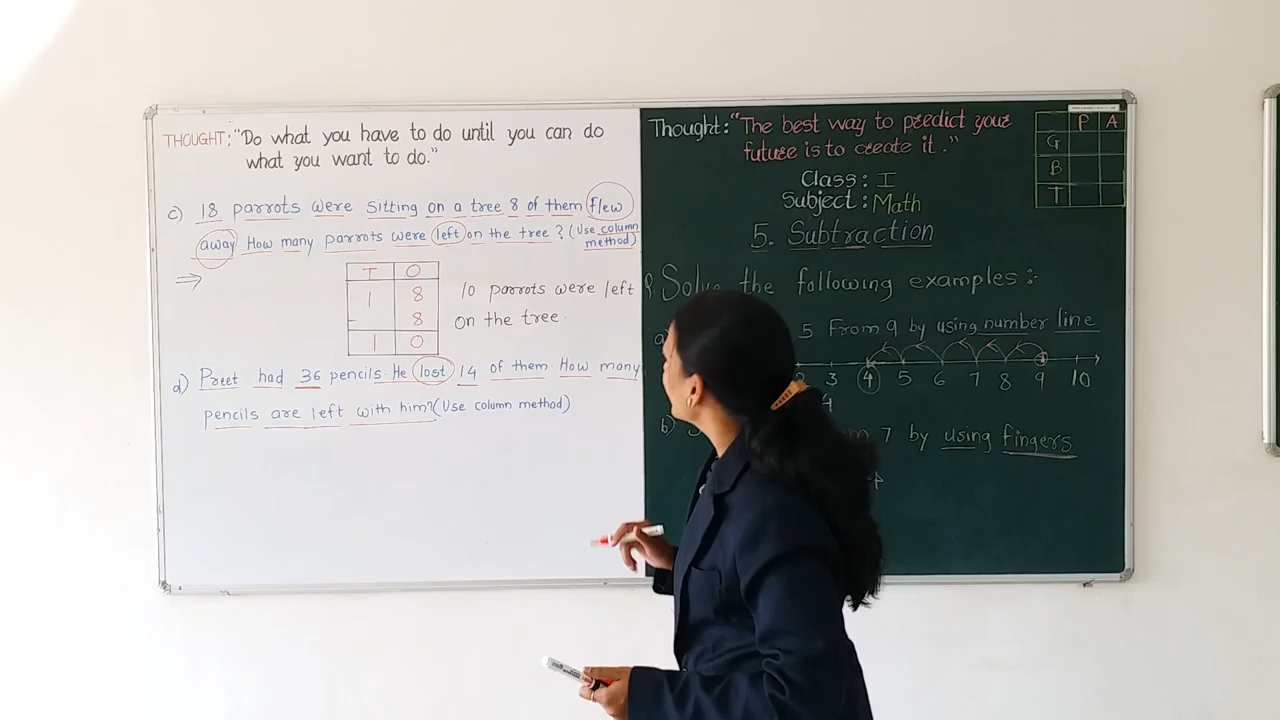 THOUGHT: "Do what you have to do until you can do
what you want to do."
c) 18 parrots were sitting on a tree 8 of them flew
away How many parrots were left on the tree? (Use column
method)
⇒
T O
1 8
- 8
1 0
10 parrots were left
on the tree.
d) Preet had 36 pencils He lost 14 of them How many
pencils are left with him? (Use column method)
Thought: "The best way to predict your
future is to create it."
P A
G
B
T
Class: I
Subject: Math
5. Subtraction
Q. Solve the following examples :-
a) 5 From 9 by using number line
2 3 4 5 6 7 8 9 10
4
b) 7 by using fingers